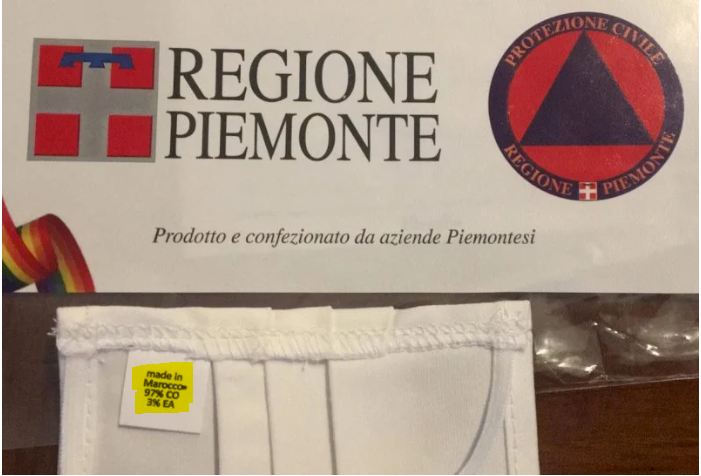 REGIONE
PIEMONTE
PROTEZIONE CIVILE
REGIONE PIEMONTE
Prodotto e confezionato da aziende Piemontesi
made in
Marocco
97% CO
3% EA